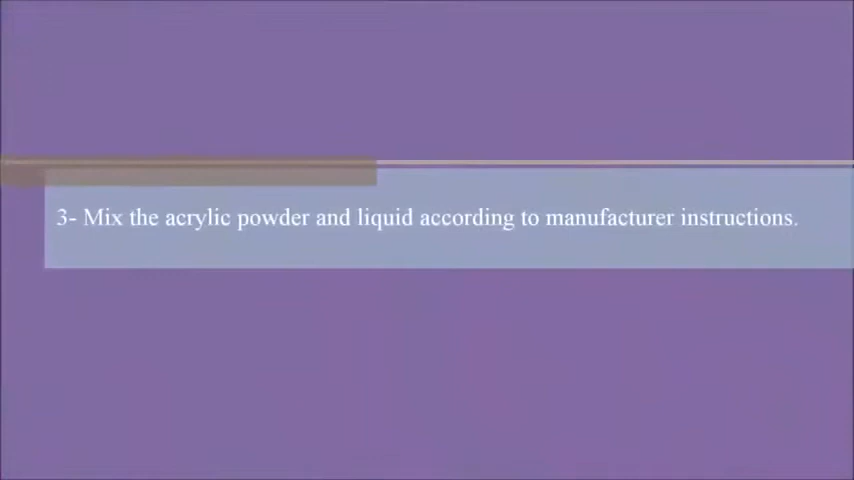 3- Mix the acrylic powder and liquid according to manufacturer instructions.